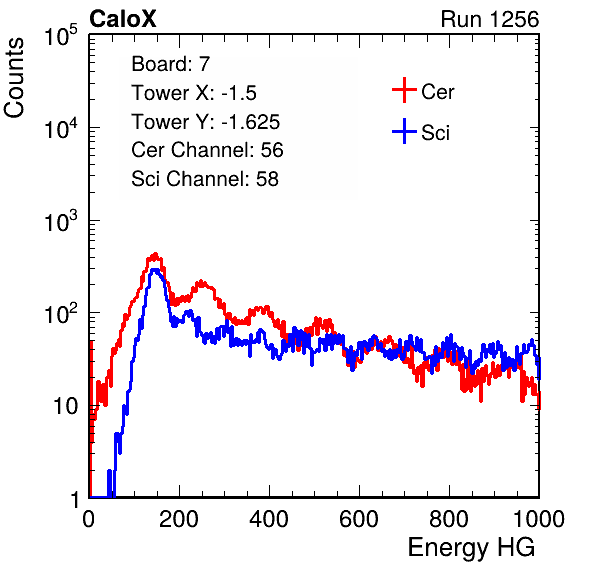 CaloX Run 1256
Counts
10^5
10^4
10^3
10^2
10
1
Board: 7
Tower X: -1.5
Tower Y: -1.625
Cer Channel: 56
Sci Channel: 58
Cer
Sci
0 200 400 600 800 1000
Energy HG